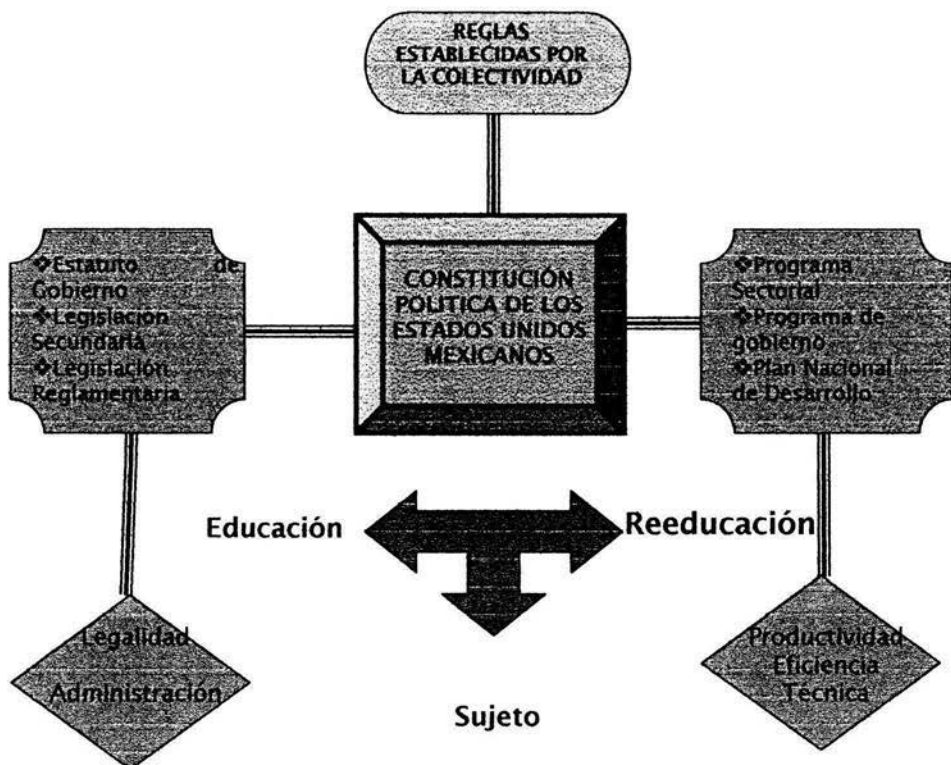 REGLAS
ESTABLECIDAS POR
LA COLECTIVIDAD
CONSTITUCIÓN
POLITICA DE LOS
ESTADOS UNIDOS
MEXICANOS
❖Estatuto de
Gobierno
❖Legislación
Secundaria
❖Legislación
Reglamentaria
❖Programa
Sectorial
❖Programa de
gobierno
❖Plan Nacional
de Desarrollo
Educación
Reeducación
Legalidad
Administración
Productividad
Eficiencia
Técnica
Sujeto